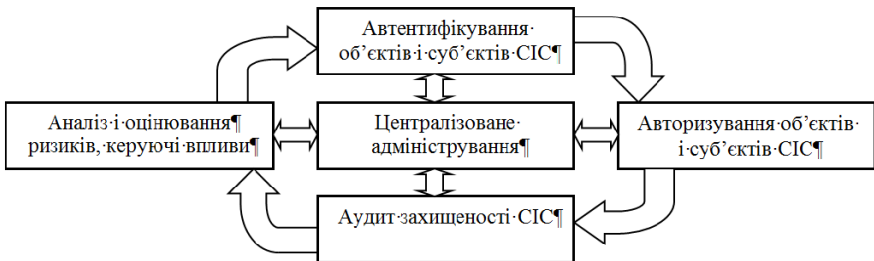 Автентифікування·
об’єктів·і·суб’єктів·СІС¶
Аналіз·і·оцінювання¶
ризиків,·керуючі·впливи¶
Централізоване·
адміністрування¶
Авторизування·об’єктів·
і·суб’єктів·СІС¶
Аудит·захищеності·СІС¶